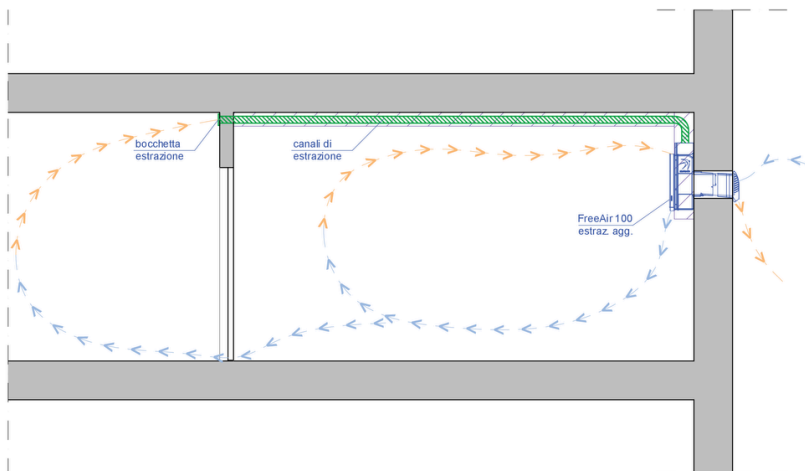 bocchetta
estrazione
canali di
estrazione
FreeAir 100
estraz. agg.